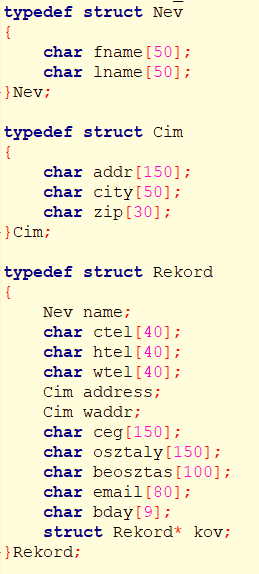 typedef struct Nev
{
    char fname[50];
    char lname[50];
}Nev;

typedef struct Cim
{
    char addr[150];
    char city[50];
    char zip[30];
}Cim;

typedef struct Rekord
{
    Nev name;
    char ctel[40];
    char htel[40];
    char wtel[40];
    Cim address;
    Cim waddr;
    char ceg[150];
    char osztaly[150];
    char beosztas[100];
    char email[80];
    char bday[9];
    struct Rekord* kov;
}Rekord;